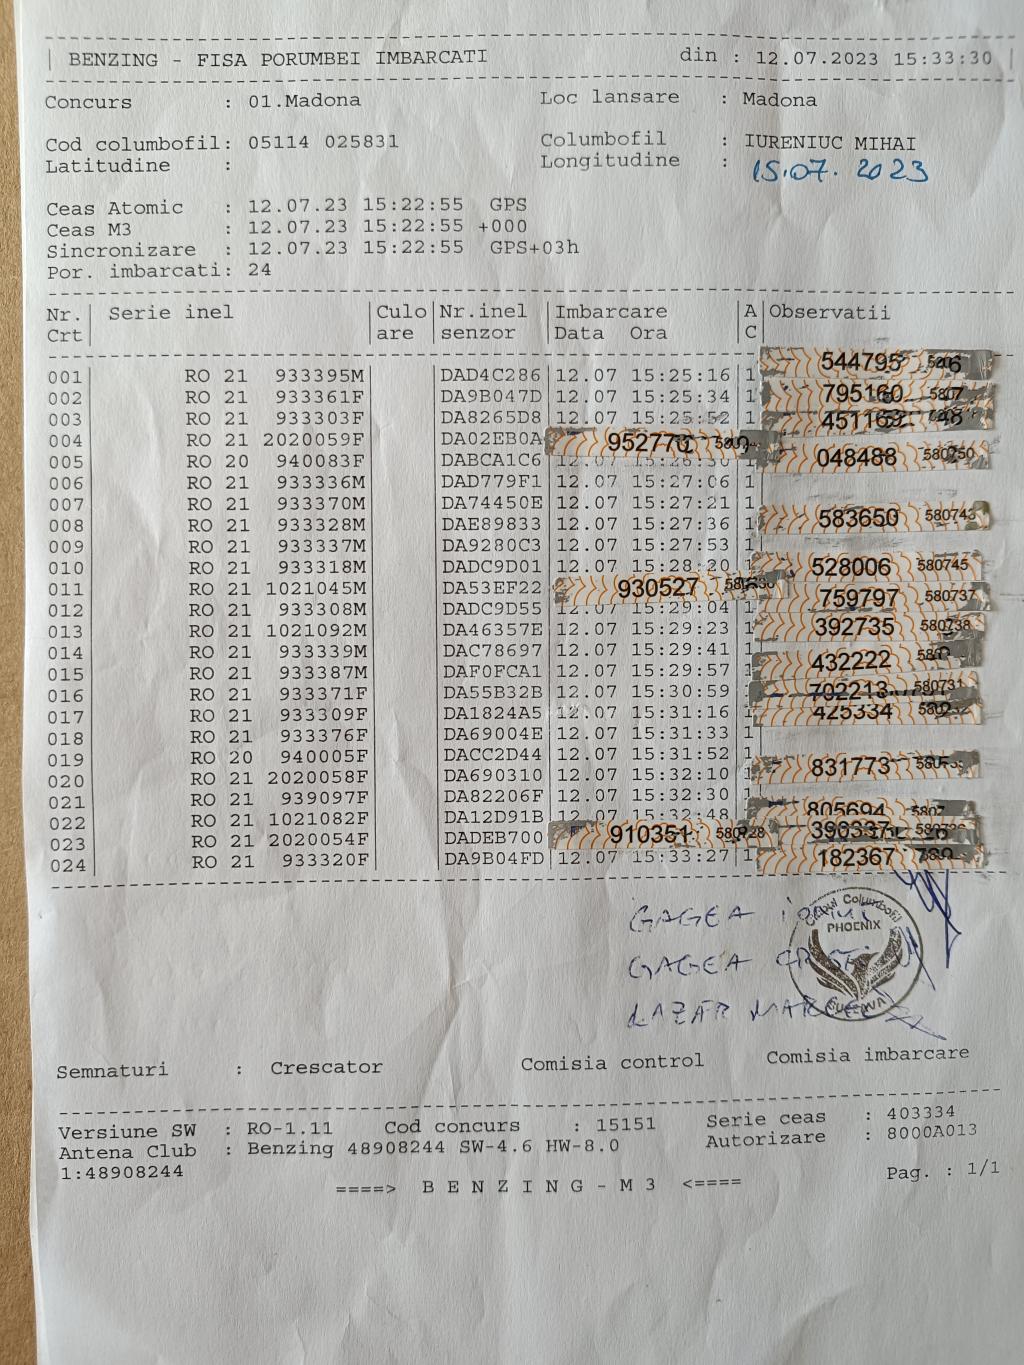 BENZING - FISA PORUMBEI IMBARCATI din : 12.07.2023 15:33:30
Concurs : 01.Madona Loc lansare : Madona
Cod columbofil: 05114 025831 Columbofil : IURENIUC MIHAI
Latitudine : Longitudine : 15.07.2023
Ceas Atomic : 12.07.23 15:22:55 GPS
Ceas M3 : 12.07.23 15:22:55 +000
Sincronizare : 12.07.23 15:22:55 GPS+03h
Por. imbarcati: 24
Nr. Serie inel Culo Nr.inel Imbarcare A Observatii
Crt are senzor Data Ora C
001 RO 21 933395M DAD4C286 12.07 15:25:16 1 544795
002 RO 21 933361F DA9B047D 12.07 15:25:34 1 795160
003 RO 21 933303F DA8265D8 12.07 15:25:52 1
004 RO 21 2020059F DA02EB0A 952770
005 RO 20 940083F DABCA1C6 12.07 048488 580750
006 RO 21 933336M DAD779F1 12.07 15:27:06 1
007 RO 21 933370M DA74450E 12.07 15:27:21 1
008 RO 21 933328M DAE89833 12.07 15:27:36 1 583650 580743
009 RO 21 933337M DA9280C3 12.07 15:27:53 1
010 RO 21 933318M DADC9D01 12.07 15:28:20 1 528006 580745
011 RO 21 1021045M DA53EF22 930527 759797 580737
012 RO 21 933308M DADC9D55 12.07 15:29:04 1
013 RO 21 1021092M DA46357E 12.07 15:29:23 1 392735 580738
014 RO 21 933339M DAC78697 12.07 15:29:41 1
015 RO 21 933387M DAF0FCA1 12.07 15:29:57 432222
016 RO 21 933371F DA55B32B 12.07 15:30:59 1 702213 580731
017 RO 21 933309F DA1824A5 12.07 15:31:16 1 425334
018 RO 21 933376F DA69004E 12.07 15:31:33 1
019 RO 20 940005F DACC2D44 12.07 15:31:52 1 831773
020 RO 21 2020058F DA690310 12.07 15:32:10 1
021 RO 21 939097F DA82206F 12.07 15:32:30 1 805694
022 RO 21 1021082F DA12D91B 12.07 15:32:48 1
023 RO 21 2020054F DADEB700 910351 580728
024 RO 21 933320F DA9B04FD 12.07 15:33:27 1 182367
GAGEA
GAGEA
LAZAR MARCEL
Clubul Columbofil
PHOENIX
SUCEAVA
Semnaturi : Crescator Comisia control Comisia imbarcare
Versiune SW : RO-1.11 Cod concurs : 15151 Serie ceas : 403334
Antena Club : Benzing 48908244 SW-4.6 HW-8.0 Autorizare : 8000A013
1:48908244 Pag. : 1/1
====> B E N Z I N G - M 3 <====